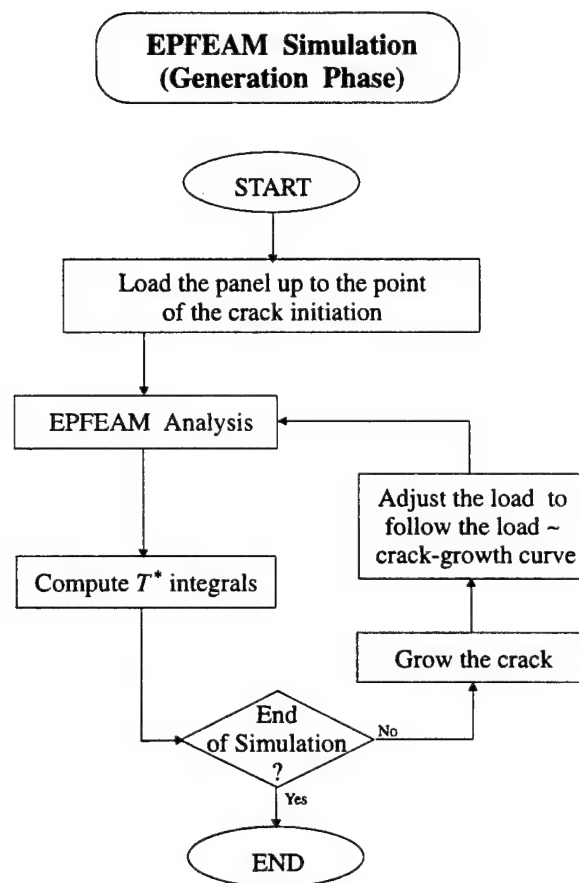 EPFEAM Simulation
(Generation Phase)
START
Load the panel up to the point
of the crack initiation
EPFEAM Analysis
Adjust the load to
follow the load ~
crack-growth curve
Compute T* integrals
Grow the crack
End
of Simulation
?
No
Yes
END